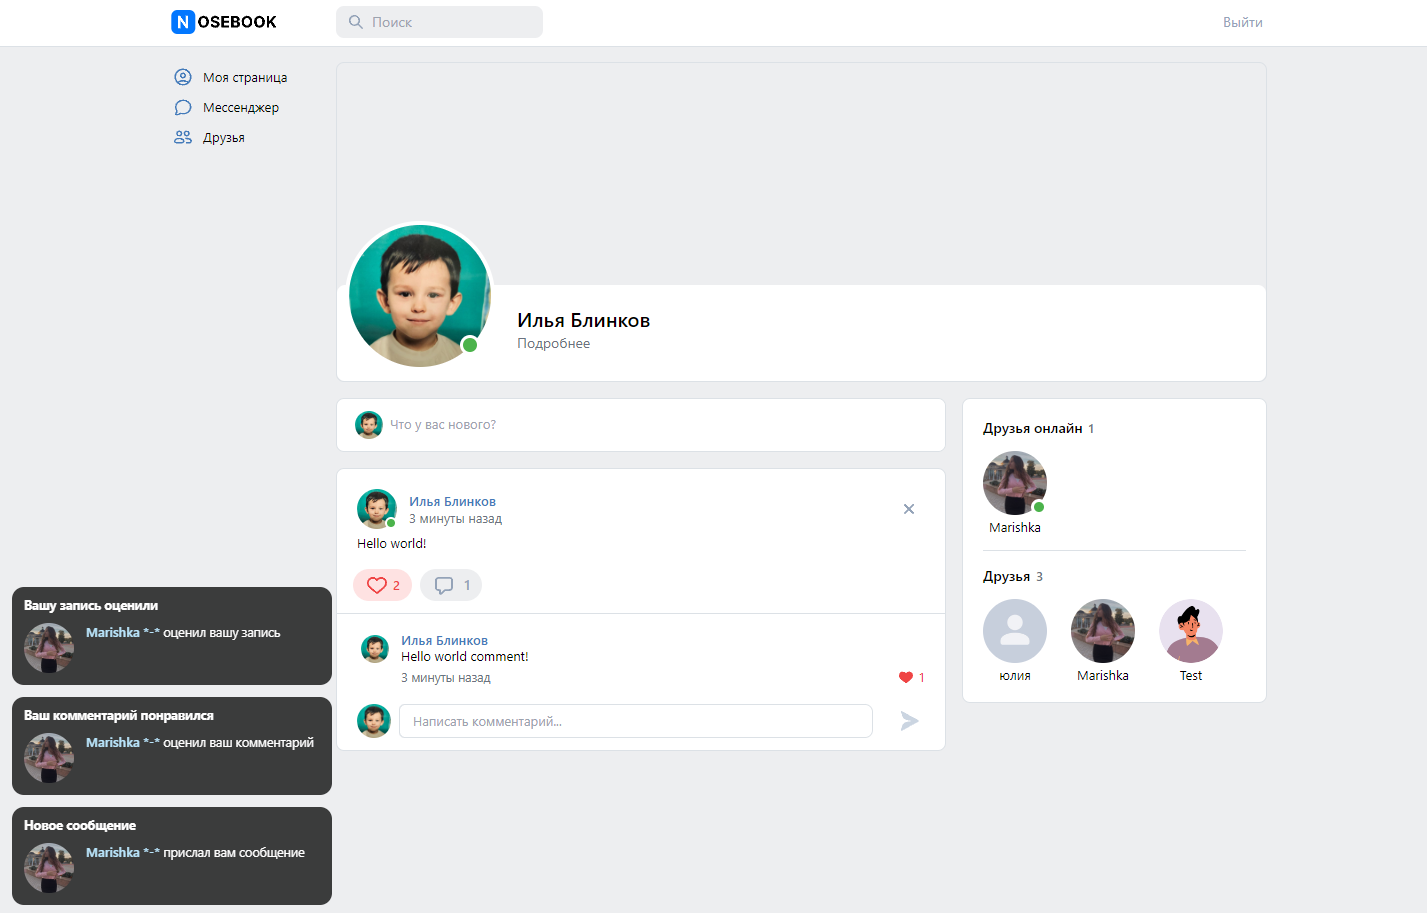 N OSEBOOK
Поиск
Выйти
Моя страница
Мессенджер
Друзья
Илья Блинков
Подробнее
Что у вас нового?
Илья Блинков
3 минуты назад
Hello world!
2
1
Илья Блинков
Hello world comment!
3 минуты назад
1
Написать комментарий...
Друзья онлайн 1
Marishka
Друзья 3
юлия
Marishka
Test
Вашу запись оценили
Marishka *-* оценил вашу запись
Ваш комментарий понравился
Marishka *-* оценил ваш комментарий
Новое сообщение
Marishka *-* прислал вам сообщение